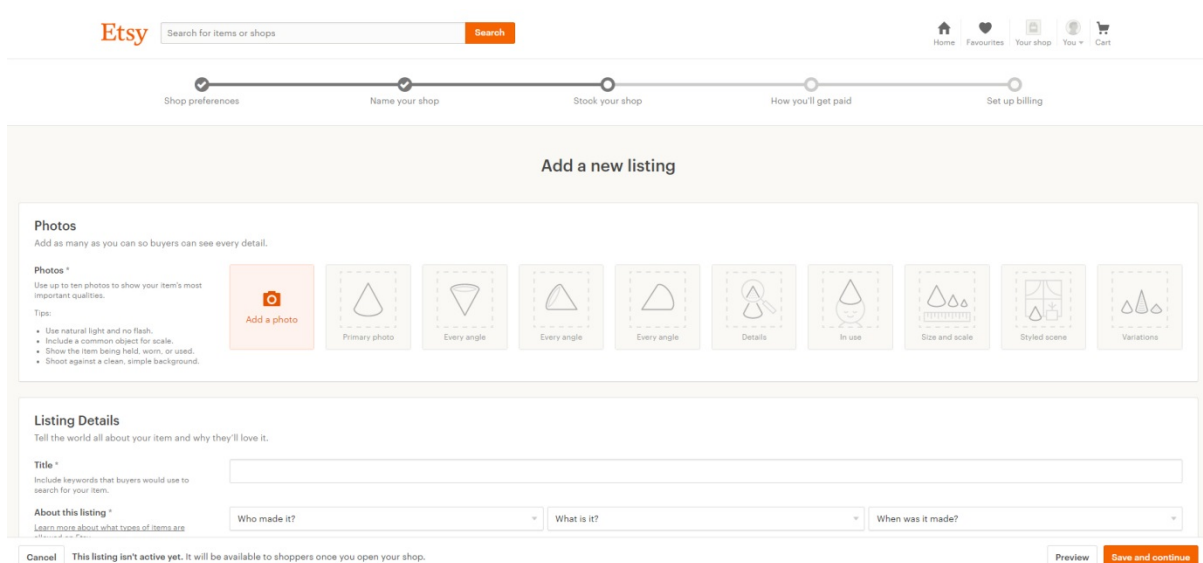 Etsy
Search for items or shops
Search
Home
Favourites
Your shop
You
Cart
Shop preferences
Name your shop
Stock your shop
How you'll get paid
Set up billing
Add a new listing
Photos
Add as many as you can so buyers can see every detail.
Photos *
Use up to ten photos to show your item's most
important qualities.
Tips:
• Use natural light and no flash.
• Include a common object for scale.
• Show the item being held, worn, or used.
• Shoot against a clean, simple background.
Add a photo
Primary photo
Every angle
Every angle
Every angle
Details
In use
Size and scale
Styled scene
Variations
Listing Details
Tell the world all about your item and why they'll love it.
Title *
Include keywords that buyers would use to
search for your item.
About this listing *
Learn more about what types of items are
allowed on Etsy.
Who made it?
What is it?
When was it made?
Cancel
This listing isn't active yet. It will be available to shoppers once you open your shop.
Preview
Save and continue